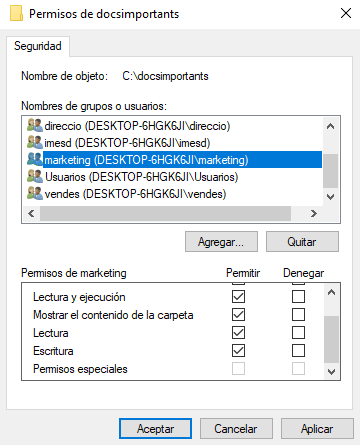 Permisos de docsimportants
Seguridad
Nombre de objeto: C:\docsimportants
Nombres de grupos o usuarios:
direccio (DESKTOP-6HGK6JI\direccio)
imesd (DESKTOP-6HGK6JI\imesd)
marketing (DESKTOP-6HGK6JI\marketing)
Usuarios (DESKTOP-6HGK6JI\Usuarios)
vendes (DESKTOP-6HGK6JI\vendes)
Agregar... Quitar
Permisos de marketing Permitir Denegar
Lectura y ejecución
Mostrar el contenido de la carpeta
Lectura
Escritura
Permisos especiales
Aceptar Cancelar Aplicar